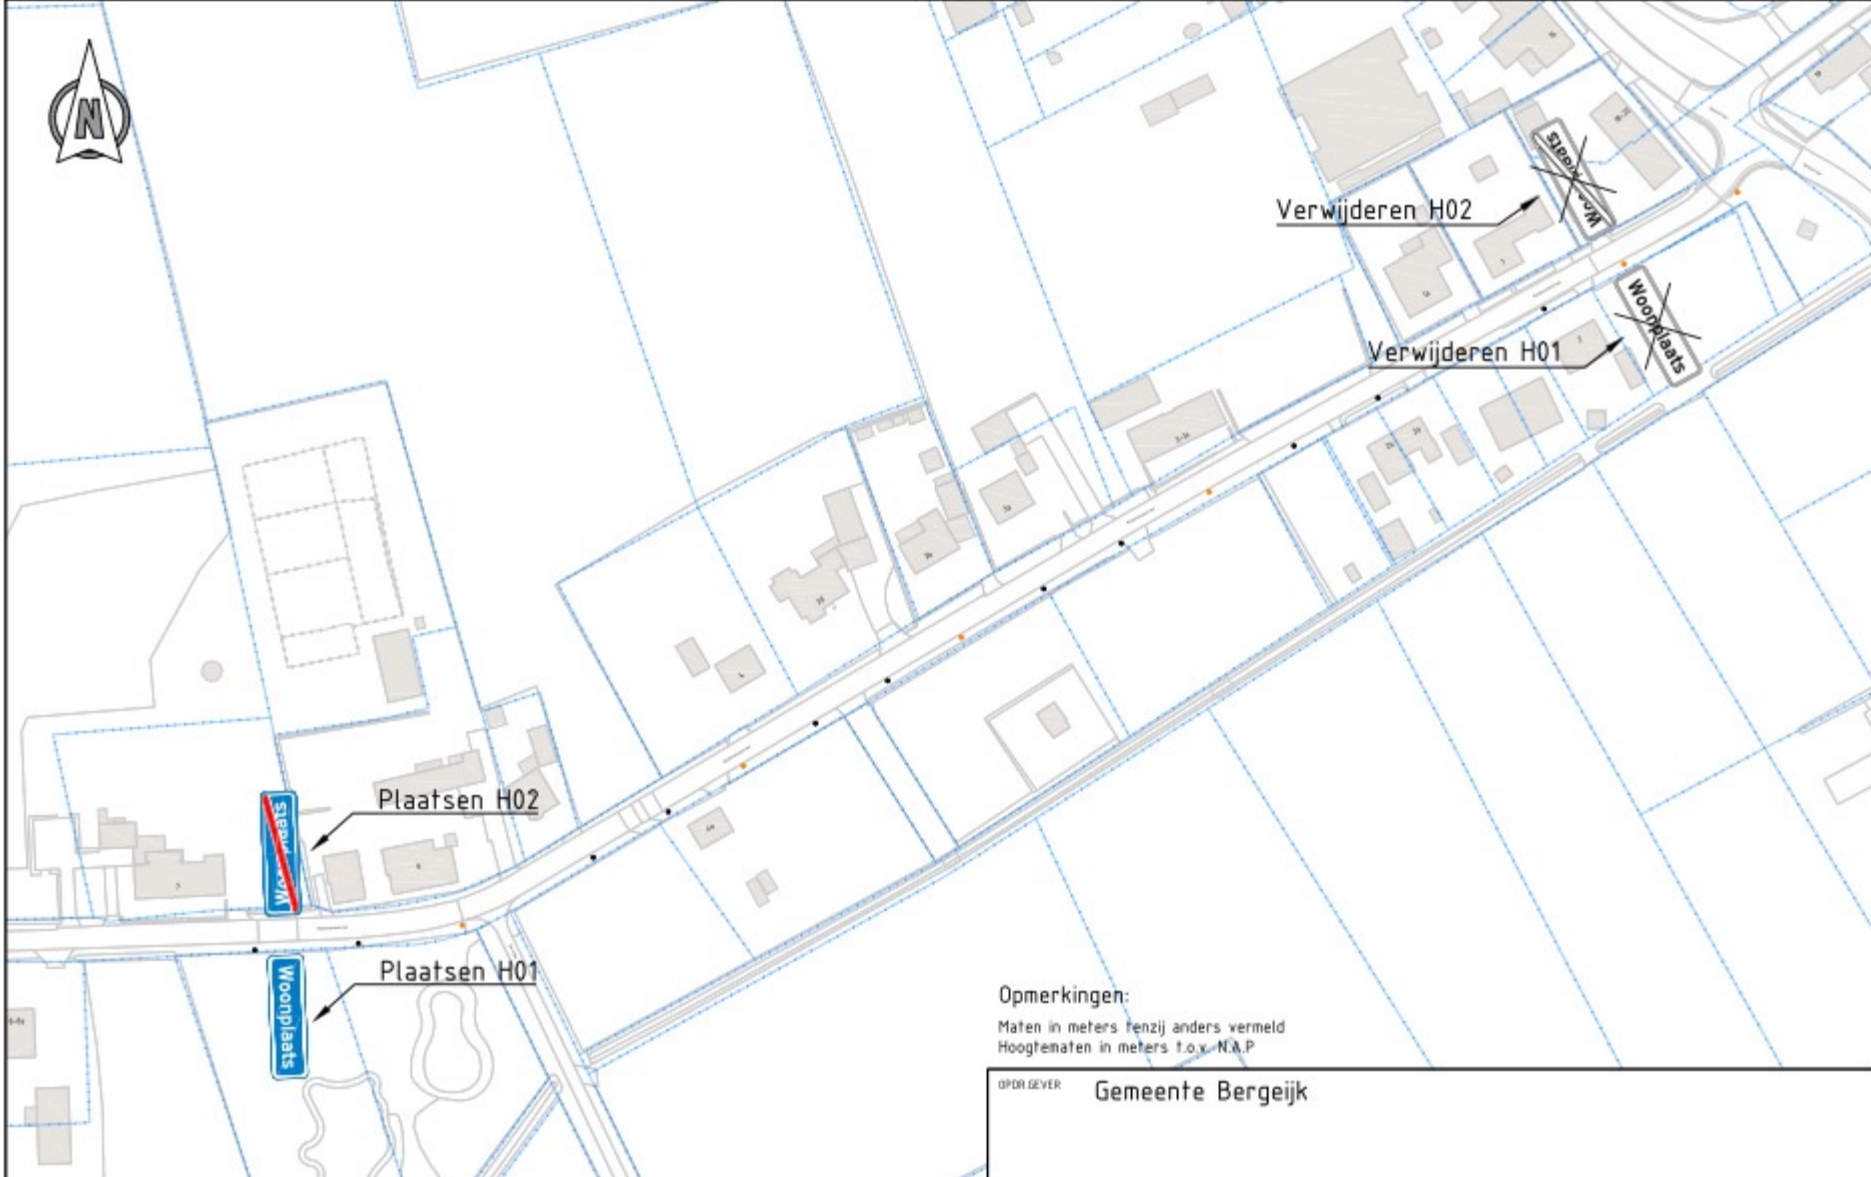 N
Verwijderen H02
Woonplaats
Verwijderen H01
Plaatsen H02
Plaatsen H01
Woonplaats
Opmerkingen:
Maten in meters tenzij anders vermeld
Hoogtematen in meters t.o.v. N.A.P
OPDR.GEVER Gemeente Bergeijk